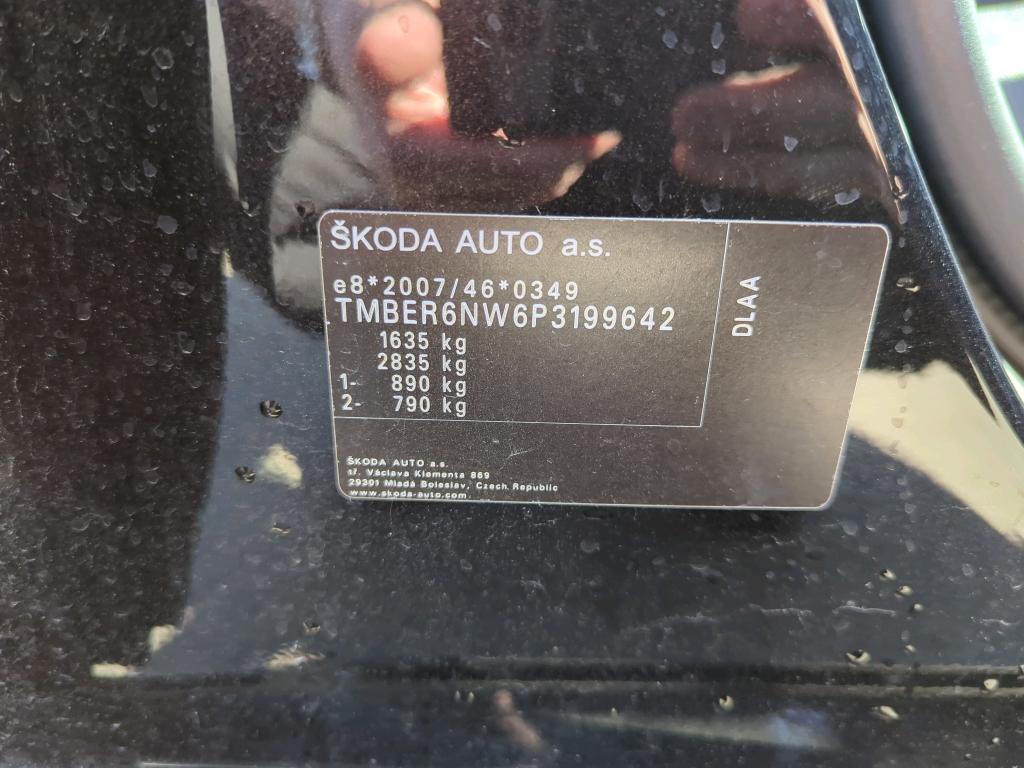 ŠKODA AUTO a.s.
e8*2007/46*0349
TMBER6NW6P3199642
1635 kg
2835 kg
1- 890 kg
2- 790 kg
DLAA
ŠKODA AUTO a.s.
tř. Václava Klementa 869
29301 Mladá Boleslav, Czech Republic
www.skoda-auto.com